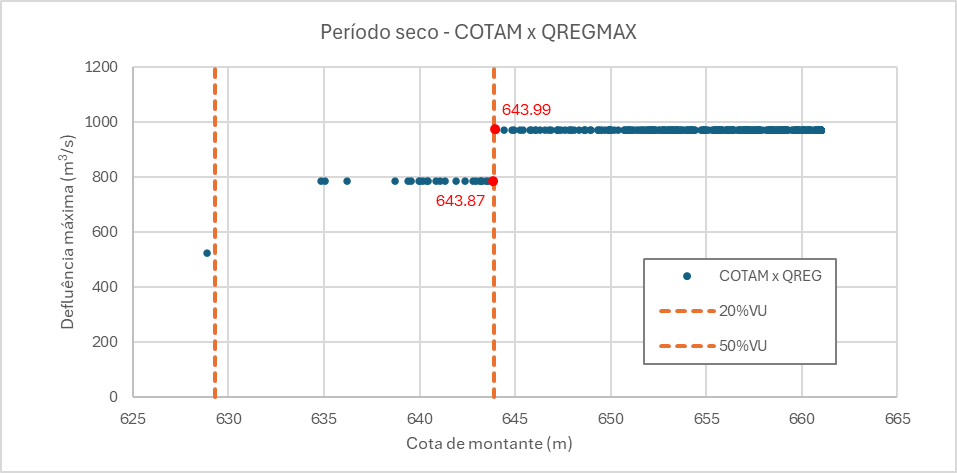 Período seco - COTAM x QREGMAX
Defluência máxima (m³/s)
1200
1000
800
600
400
200
0
643.99
643.87
COTAM x QREG
20%VU
50%VU
625 630 635 640 645 650 655 660 665
Cota de montante (m)